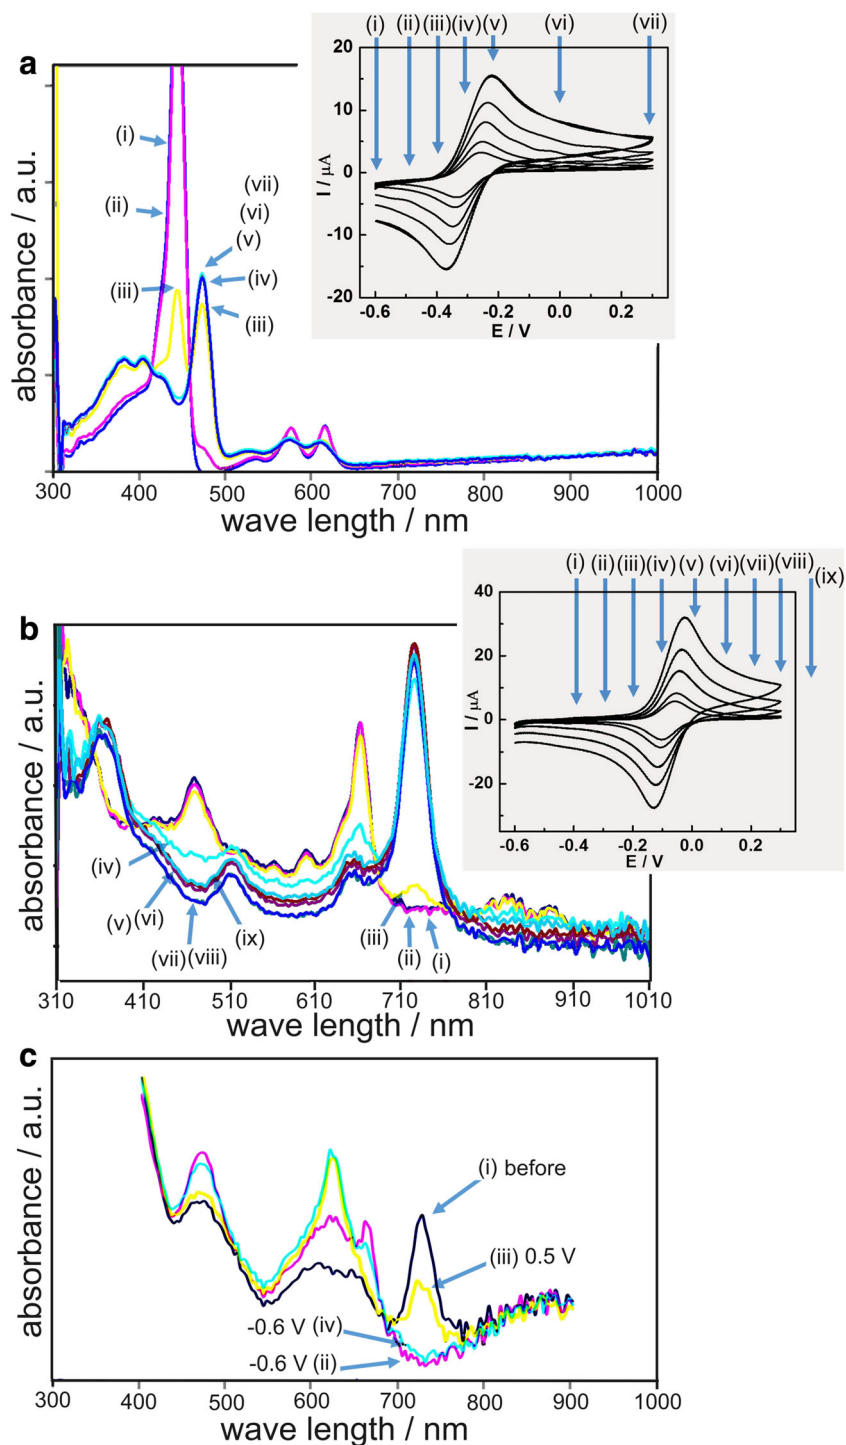 a
absorbance / a.u.
(i)
(ii)
(iii)
(vii)
(vi)
(v)
(iv)
(iii)
300 400 500 600 700 800 900 1000
wave length / nm
(i) (ii) (iii) (iv) (v) (vi) (vii)
20
10
0
-10
-20
I / µA
-0.6 -0.4 -0.2 0.0 0.2
E / V
b
absorbance / a.u.
(iv)
(v) (vi)
(ix)
(vii) (viii)
(iii)
(ii)
(i)
310 410 510 610 710 810 910 1010
wave length / nm
(i) (ii) (iii) (iv) (v) (vi) (vii) (viii)
(ix)
40
20
0
-20
I / µA
-0.6 -0.4 -0.2 0.0 0.2
E / V
c
absorbance / a.u.
(i) before
(iii) 0.5 V
-0.6 V (iv)
-0.6 V (ii)
300 400 500 600 700 800 900 1000
wave length / nm